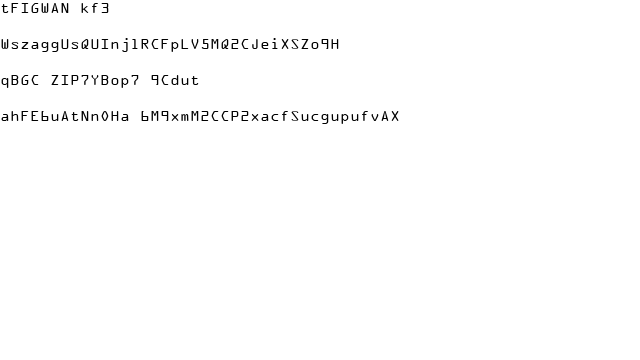 tFIGWAN kf3
WszaggUsQUInjlRCFpLV5MQ2CJeiXSZo9H
qBGC ZIP7YBop7 9Cdut
ahFE6uAtNn0Ha 6M9xmM2CCP2xacfSucgupufvAX